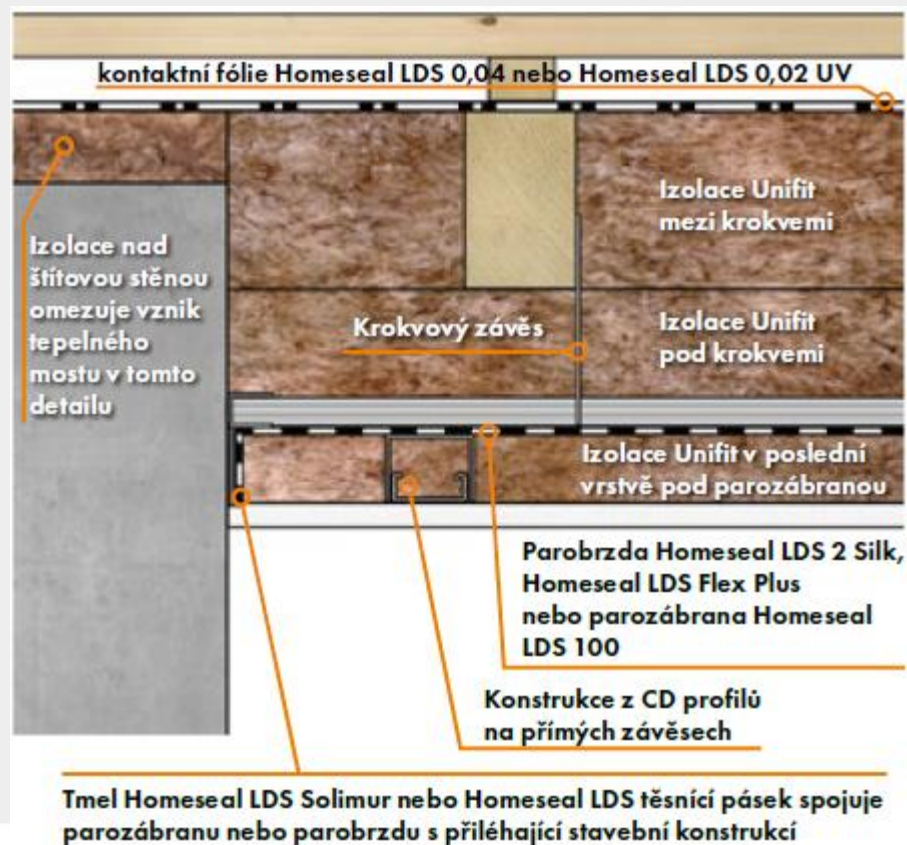 kontaktní fólie Homeseal LDS 0,04 nebo Homeseal LDS 0,02 UV
Izolace Unifit
mezi krokvemi
Izolace nad
štítovou stěnou
omezuje vznik
tepelného
mostu v tomto
detailu
Krokvový závěs
Izolace Unifit
pod krokvemi
Izolace Unifit v poslední
vrstvě pod parozábranou
Parobrzda Homeseal LDS 2 Silk,
Homeseal LDS Flex Plus
nebo parozábrana Homeseal
LDS 100
Konstrukce z CD profilů
na přímých závěsech
Tmel Homeseal LDS Solimur nebo Homeseal LDS těsnící pásek spojuje
parozábranu nebo parobrzdu s přiléhající stavební konstrukcí